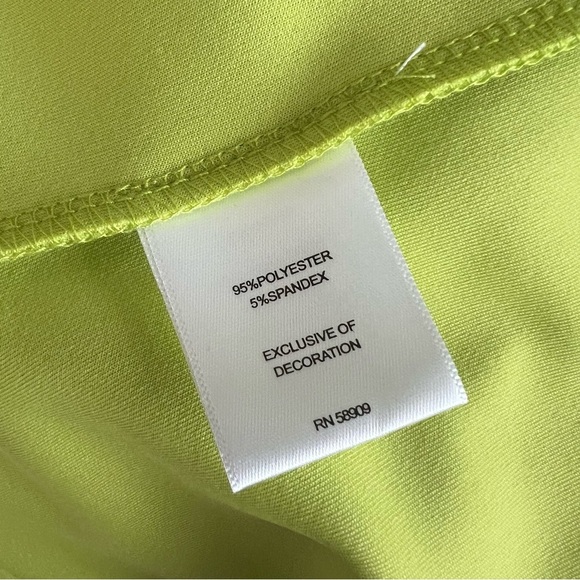 95%POLYESTER
5%SPANDEX
EXCLUSIVE OF
DECORATION
RN 58909